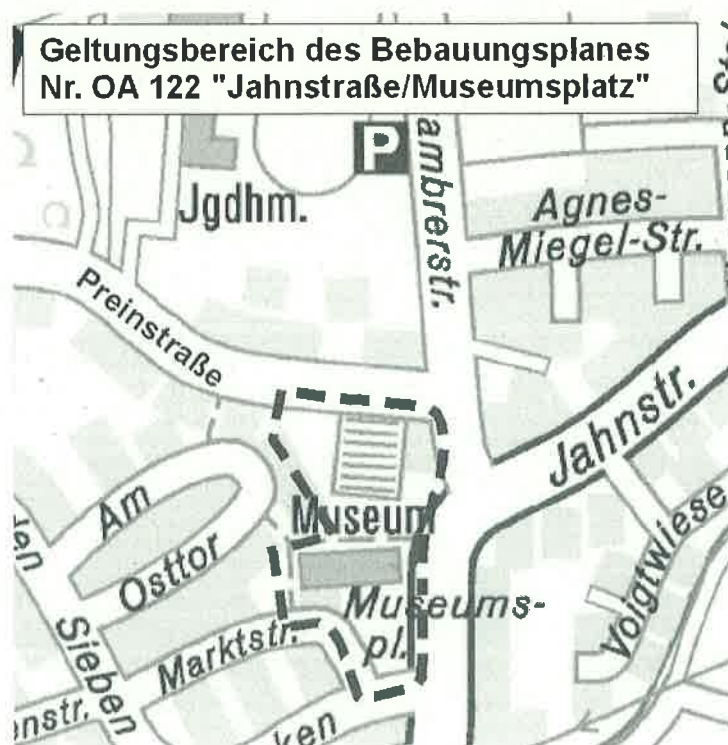 Geltungsbereich des Bebauungsplanes
Nr. OA 122 "Jahnstraße/Museumsplatz"
P
Jgdhm.
ambrerstr.
Agnes-
Miegel-Str.
Preinstraße
Jahnstr.
Am
Osttor
Museum
Museums-
pl.
Voigtwiese
Marktstr.
Sieben
enstr.
ken